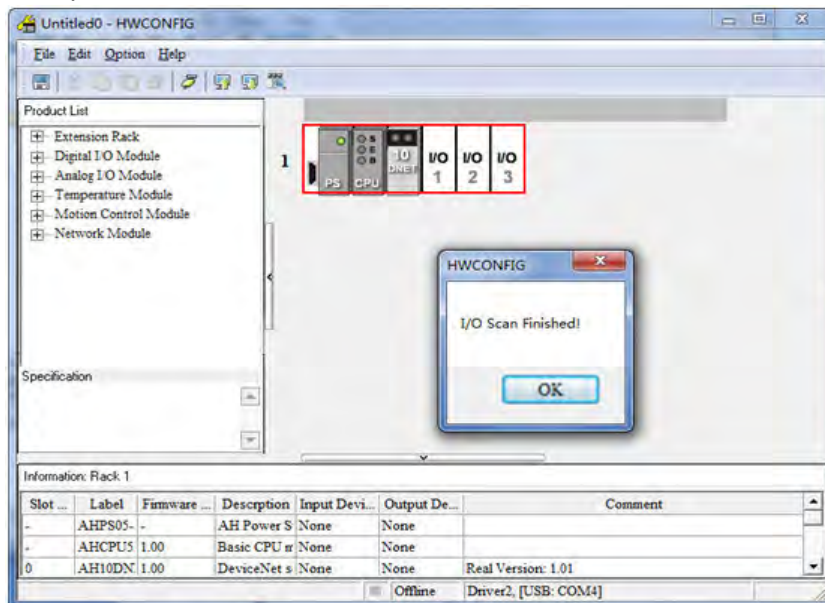 Untitled0 - HWCONFIG
File Edit Option Help
Product List
Extension Rack
Digital I/O Module
Analog I/O Module
Temperature Module
Motion Control Module
Network Module
1
PS CPU 10 DNET I/O 1 I/O 2 I/O 3
HWCONFIG
I/O Scan Finished!
OK
Specification
Information: Rack 1
Slot ... Label Firmware ... Descrption Input Devi... Output De... Comment
- AHPS05- - AH Power S None None
- AHCPU5 1.00 Basic CPU m None None
0 AH10DN 1.00 DeviceNet s None None Real Version: 1.01
Offline Driver2, [USB: COM4]